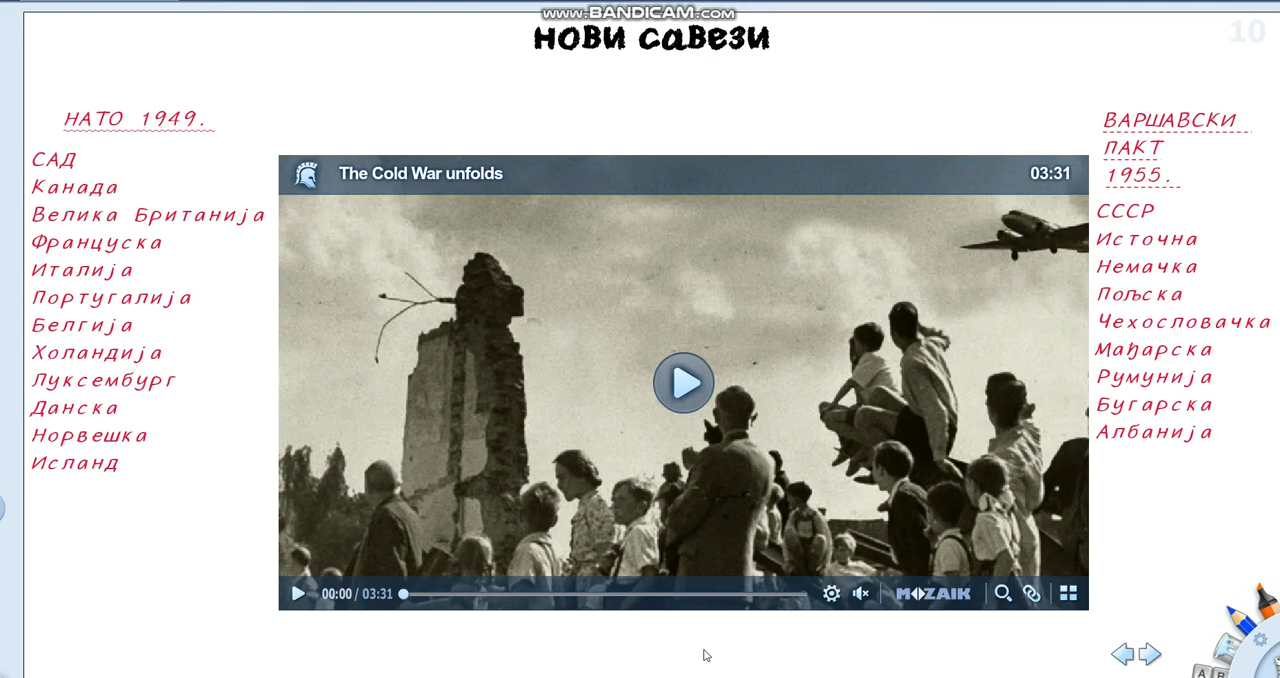 www.BANDICAM.com
10
нови савези
НАТО 1949.
САД
Канада
Велика Британија
Француска
Италија
Португалија
Белгија
Холандија
Луксембург
Данска
Норвешка
Исланд
The Cold War unfolds
03:31
00:00 / 03:31
MOZAIK
ВАРШАВСКИ
ПАКТ
1955.
СССР
Источна
Немачка
Пољска
Чехословачка
Мађарска
Румунија
Бугарска
Албанија
A B